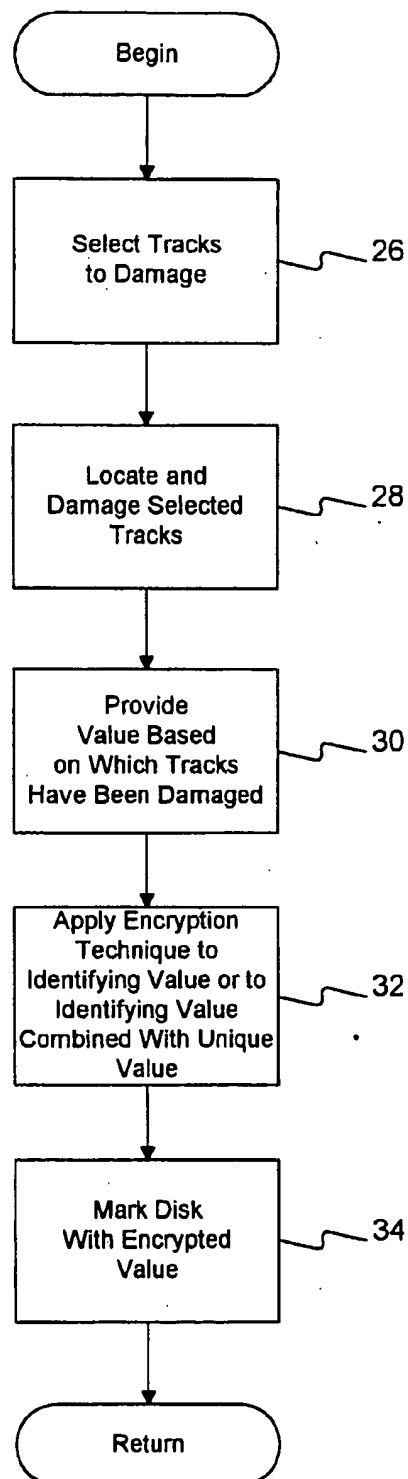 Begin
Select Tracks
to Damage
26
Locate and
Damage Selected
Tracks
28
Provide
Value Based
on Which Tracks
Have Been Damaged
30
Apply Encryption
Technique to
Identifying Value or to
Identifying Value
Combined With Unique
Value
32
Mark Disk
With Encrypted
Value
34
Return